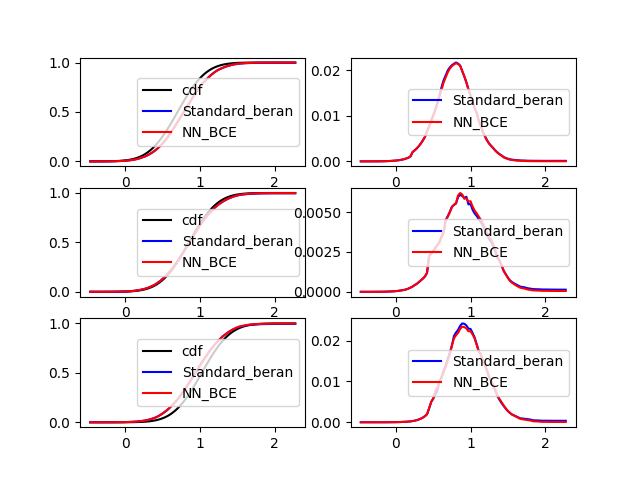 1.0
0.5
0.0
cdf
Standard_beran
NN_BCE
0 1 2
0.02
0.01
0.00
Standard_beran
NN_BCE
0 1 2
1.0
0.5
0.0
cdf
Standard_beran
NN_BCE
0 1 2
0.0050
0.0025
0.0000
Standard_beran
NN_BCE
0 1 2
1.0
0.5
0.0
cdf
Standard_beran
NN_BCE
0 1 2
0.02
0.01
0.00
Standard_beran
NN_BCE
0 1 2